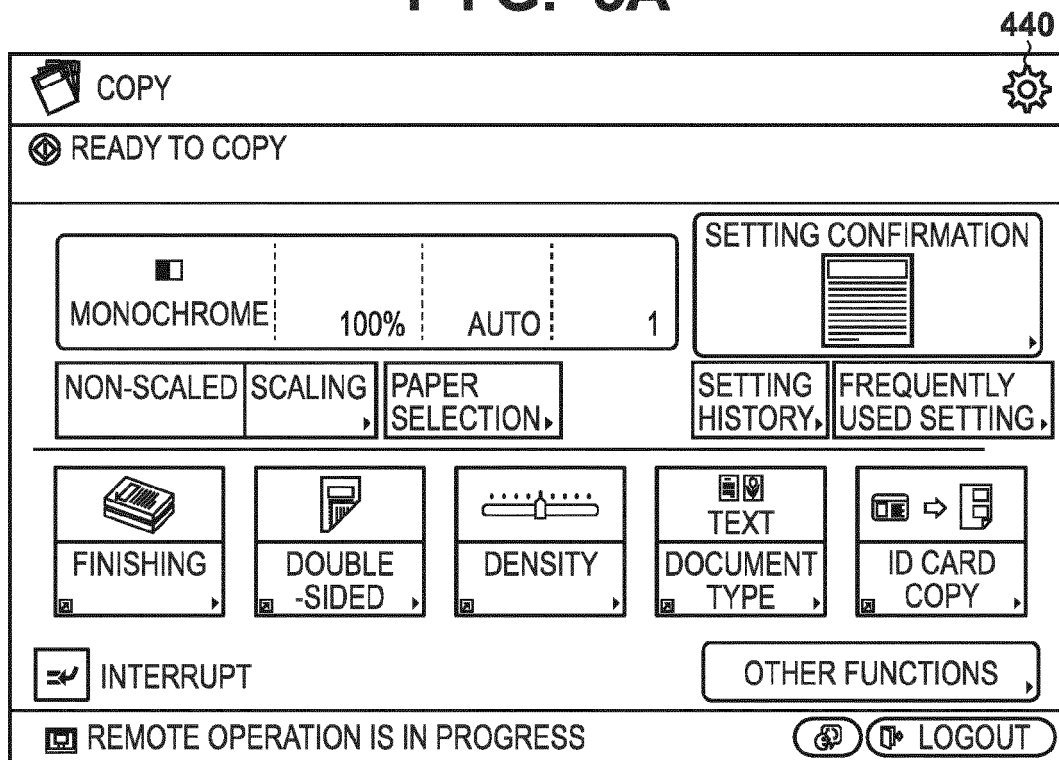 FIG.
440
COPY
READY TO COPY
SETTING CONFIRMATION
MONOCHROME 100% AUTO 1
NON-SCALED SCALING PAPER SELECTION
SETTING HISTORY FREQUENTLY USED SETTING
TEXT
FINISHING DOUBLE -SIDED DENSITY DOCUMENT TYPE ID CARD COPY
INTERRUPT OTHER FUNCTIONS
REMOTE OPERATION IS IN PROGRESS LOGOUT